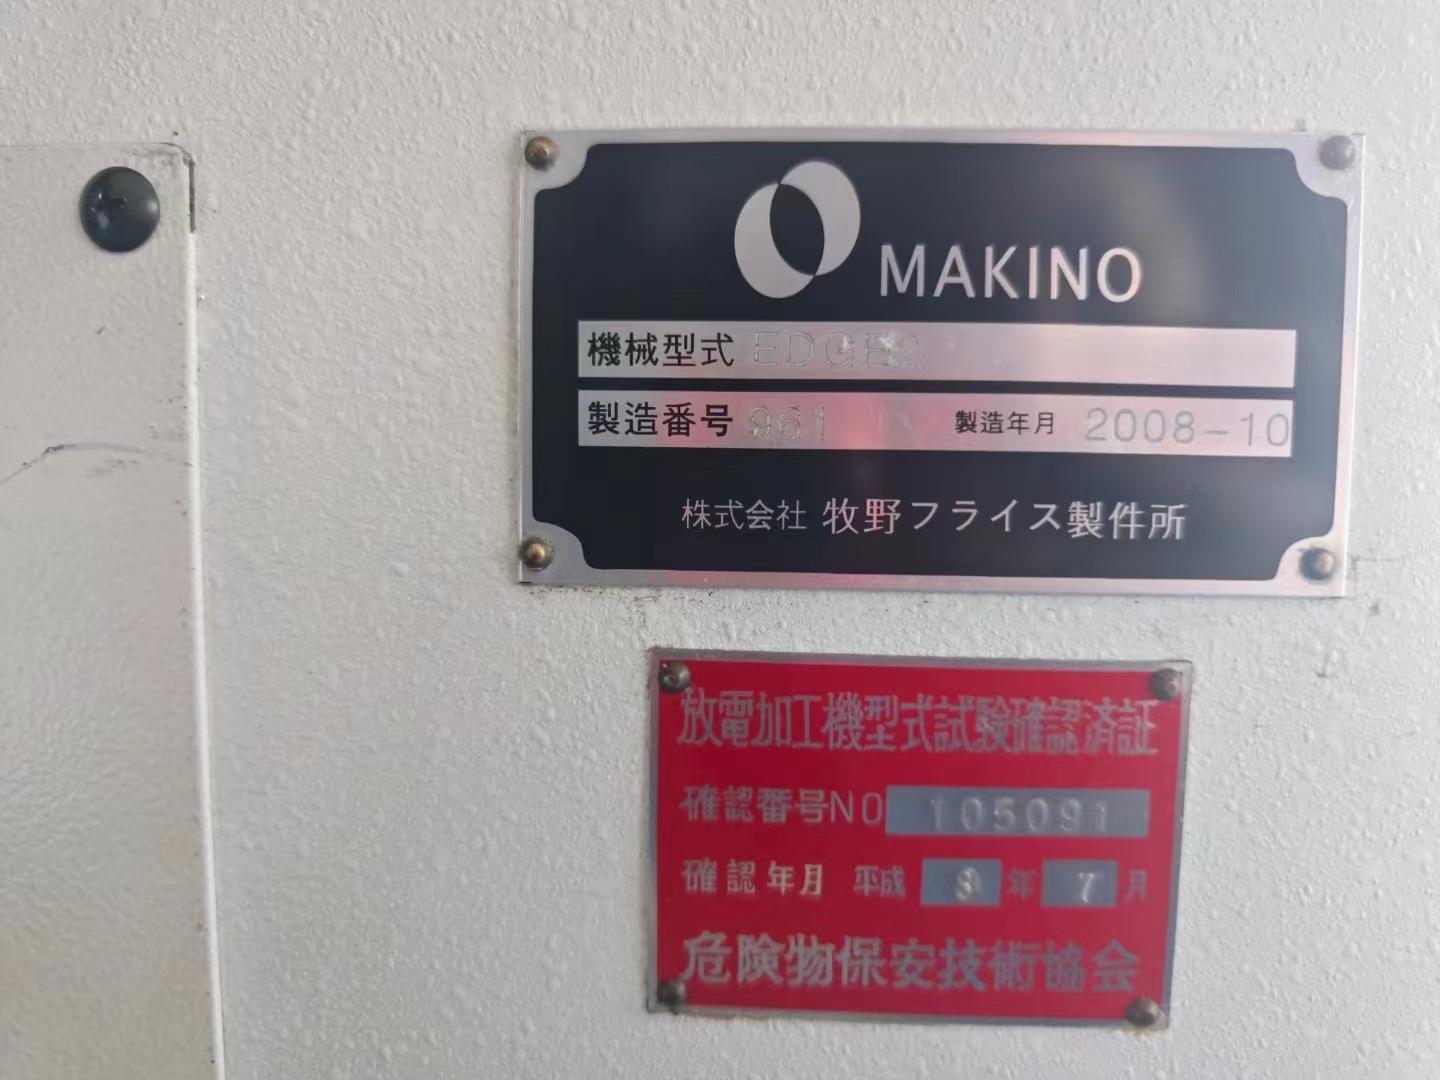 MAKINO
機械型式 EDGE2
製造番号 961 製造年月 2008-10
株式会社 牧野フライス製件所
放電加工機型式試験確認済証
確認番号NO 105091
確認年月 平成 8 年 7 月
危険物保安技術協会